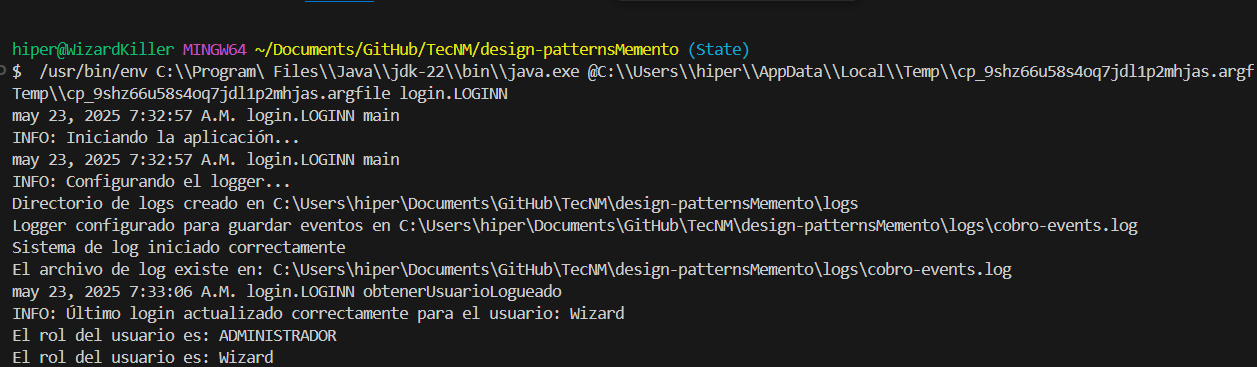 hiper@WizardKiller MINGW64 ~/Documents/GitHub/TecNM/design-patternsMemento (State)
$  /usr/bin/env C:\\Program\ Files\\Java\\jdk-22\\bin\\java.exe @C:\\Users\\hiper\\AppData\\Local\\Temp\\cp_9shz66u58s4oq7jdl1p2mhjas.argf
Temp\\cp_9shz66u58s4oq7jdl1p2mhjas.argfile login.LOGINN
may 23, 2025 7:32:57 A.M. login.LOGINN main
INFO: Iniciando la aplicación...
may 23, 2025 7:32:57 A.M. login.LOGINN main
INFO: Configurando el logger...
Directorio de logs creado en C:\Users\hiper\Documents\GitHub\TecNM\design-patternsMemento\logs
Logger configurado para guardar eventos en C:\Users\hiper\Documents\GitHub\TecNM\design-patternsMemento\logs\cobro-events.log
Sistema de log iniciado correctamente
El archivo de log existe en: C:\Users\hiper\Documents\GitHub\TecNM\design-patternsMemento\logs\cobro-events.log
may 23, 2025 7:33:06 A.M. login.LOGINN obtenerUsuarioLogueado
INFO: Último login actualizado correctamente para el usuario: Wizard
El rol del usuario es: ADMINISTRADOR
El rol del usuario es: Wizard